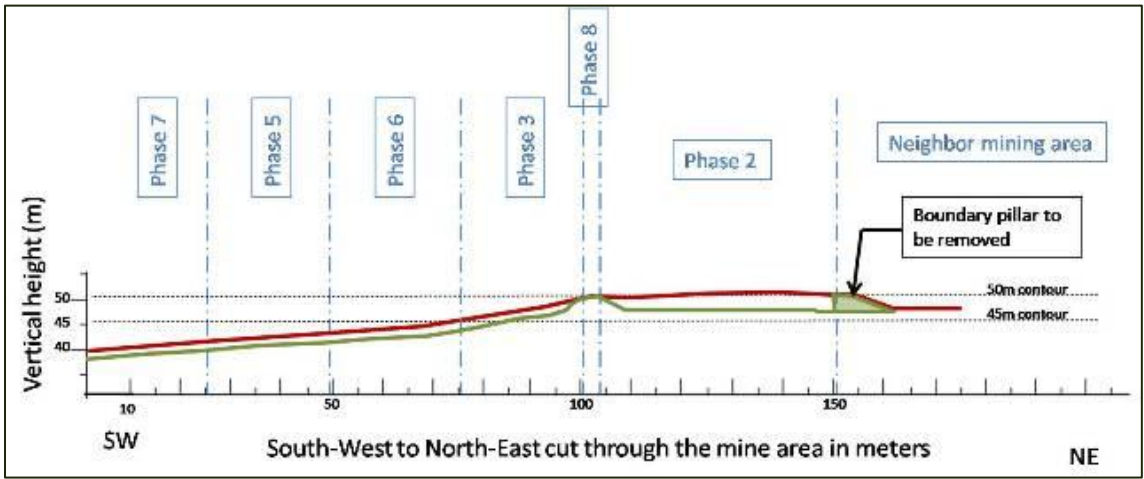 Phase 8
Phase 7
Phase 5
Phase 6
Phase 3
Phase 2
Neighbor mining area
Boundary pillar to
be removed
Vertical height (m)
50
45
40
50m contour
45m contour
10
50
100
150
SW
South-West to North-East cut through the mine area in meters
NE